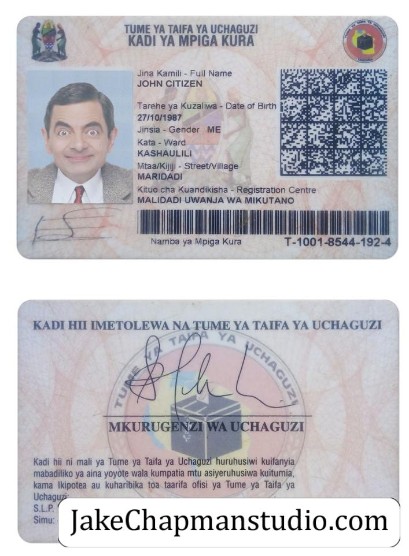 TUME YA TAIFA YA UCHAGUZI
KADI YA MPIGA KURA
Jina Kamili - Full Name
JOHN CITIZEN
Tarehe ya Kuzaliwa - Date of Birth
27/10/1987
Jinsia - Gender ME
Kata - Ward
KASHAULILI
Mtaa/Kijiji - Street/Village
MARIDADI
Kituo cha Kuandikisha - Registration Centre
MALIDADI UWANJA WA MIKUTANO
Namba ya Mpiga Kura
T-1001-8544-192-4
KADI HII IMETOLEWA NA TUME YA TAIFA YA UCHAGUZI
TUME YA TAIFA YA UCHAGUZI
MKURUGENZI WA UCHAGUZI
Kadi hii ni mali ya Tume ya Taifa ya Uchaguzi huruhusiwi kuifanyia
mabadiliko ya aina yoyote wala kumpatia mtu asiyeruhusiwa kuitumia,
kama Ikipotea au kuharibika toa taarifa ofisi ya Tume ya Taifa ya
Uchaguzi:
S.L.P.
Simu:
JakeChapmanstudio.com